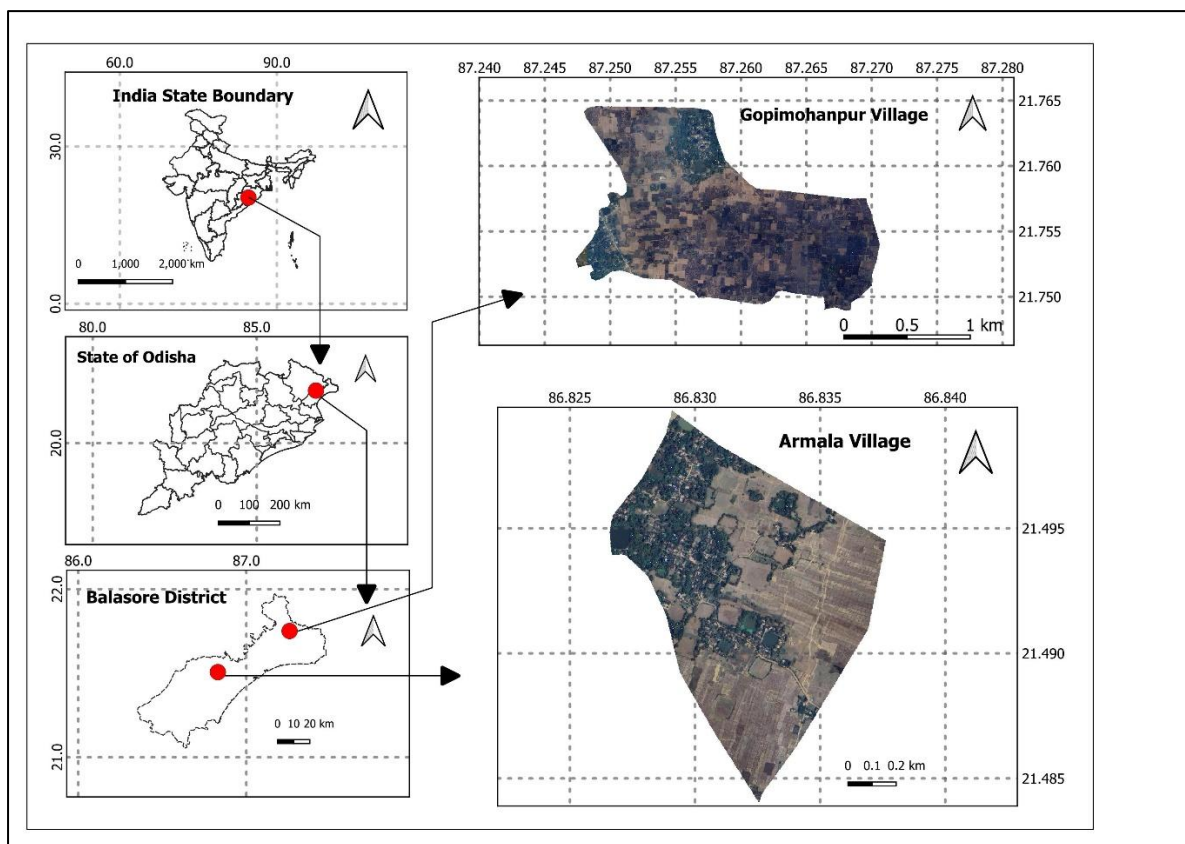 60.0 90.0
India State Boundary
30.0
0 1,000 2,000 km
0.0
80.0 85.0
State of Odisha
20.0
0 100 200 km
86.0 87.0
22.0
Balasore District
0 10 20 km
21.0
87.240 87.245 87.250 87.255 87.260 87.265 87.270 87.275 87.280
21.765
Gopimohanpur Village
21.760
21.755
21.750
0 0.5 1 km
86.825 86.830 86.835 86.840
Armala Village
21.495
21.490
0 0.1 0.2 km
21.485